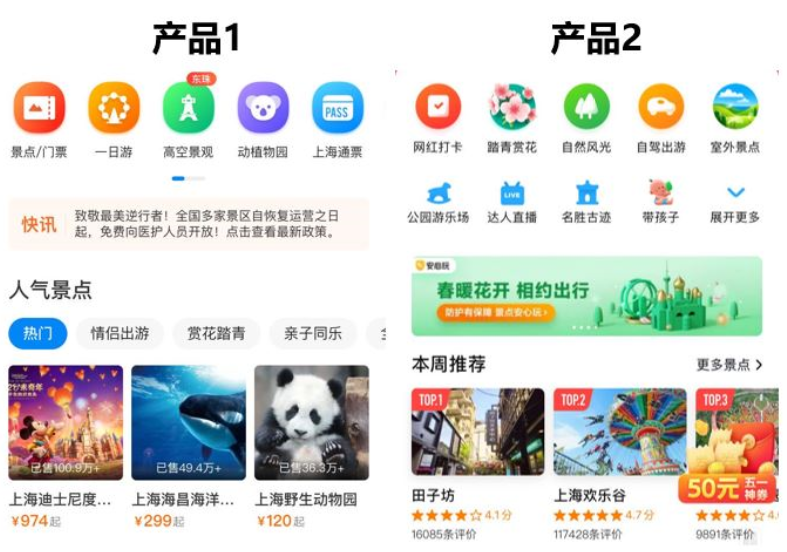 产品1
东珠
景点/门票
一日游
高空景观
动植物园
PASS
上海通票
快讯
致敬最美逆行者！全国多家景区自恢复运营之日
起，免费向医护人员开放！点击查看最新政策。
人气景点
热门
情侣出游
赏花踏青
亲子同乐
已售100.9万+
已售49.4万+
已售36.3万+
上海迪士尼度...
上海海昌海洋...
上海野生动物园
¥974起
¥299起
¥120起
产品2
网红打卡
踏青赏花
自然风光
自驾出游
室外景点
LIVE
公园游乐场
达人直播
名胜古迹
带孩子
展开更多
安心玩
春暖花开 相约出行
防护有保障 景点安心玩›
本周推荐
更多景点 >
TOP.1
TOP.2
TOP.3
田子坊
上海欢乐谷
4.1分
4.7分
4.
16085条评价
117428条评价
9891条评价
50元
五一
神券